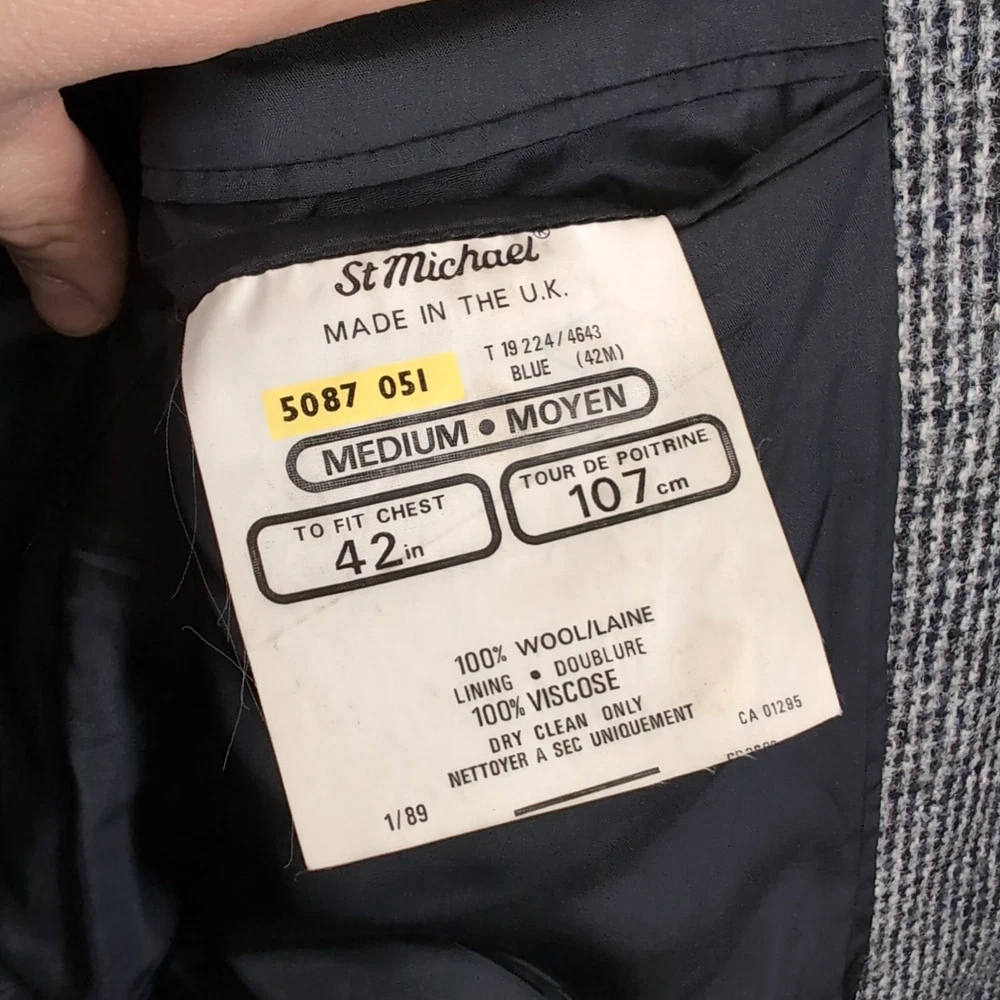 St Michael®
MADE IN THE U.K.
T 19 224/4643
BLUE (42M)
5087 051
MEDIUM • MOYEN
TO FIT CHEST
42in
TOUR DE POITRINE
107cm
100% WOOL/LAINE
LINING • DOUBLURE
100% VISCOSE
DRY CLEAN ONLY
NETTOYER A SEC UNIQUEMENT
CA 01295
1/89